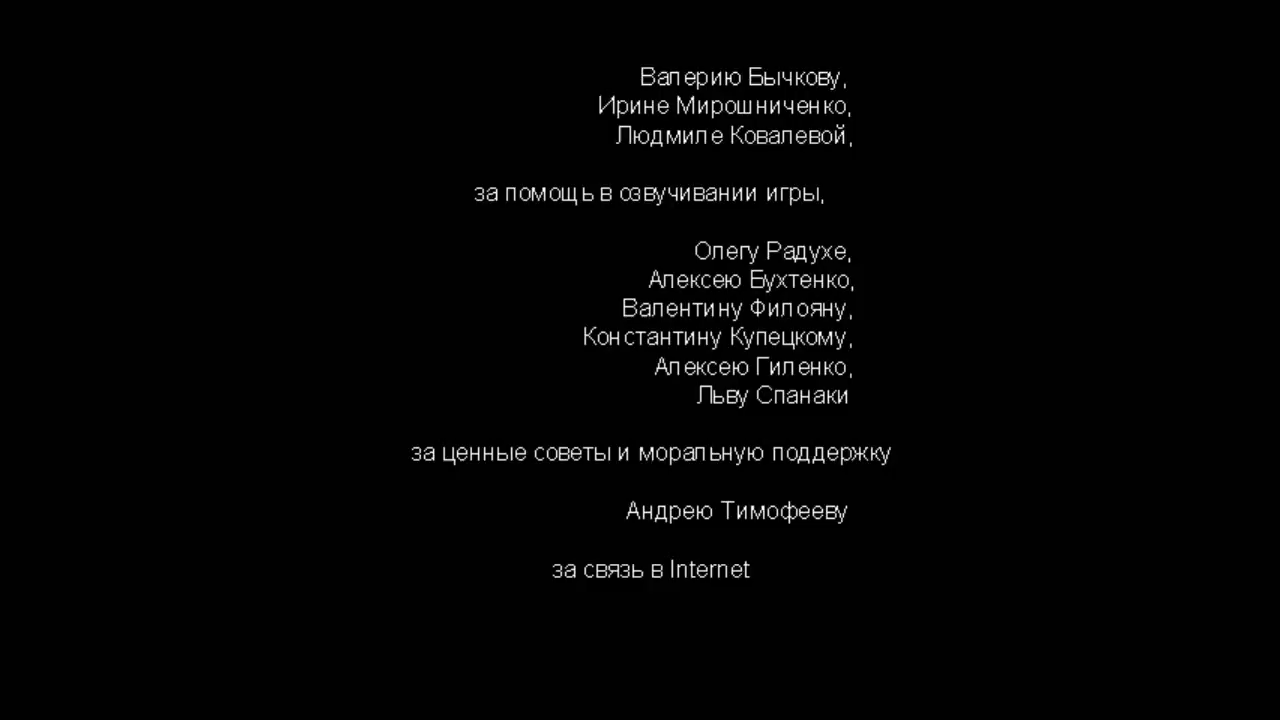 Валерию Бычкову,
Ирине Мирошниченко,
Людмиле Ковалевой,
за помощь в озвучивании игры,
Олегу Радухе,
Алексею Бухтенко,
Валентину Филояну,
Константину Купецкому,
Алексею Гиленко,
Льву Спанаки
за ценные советы и моральную поддержку
Андрею Тимофееву
за связь в Internet